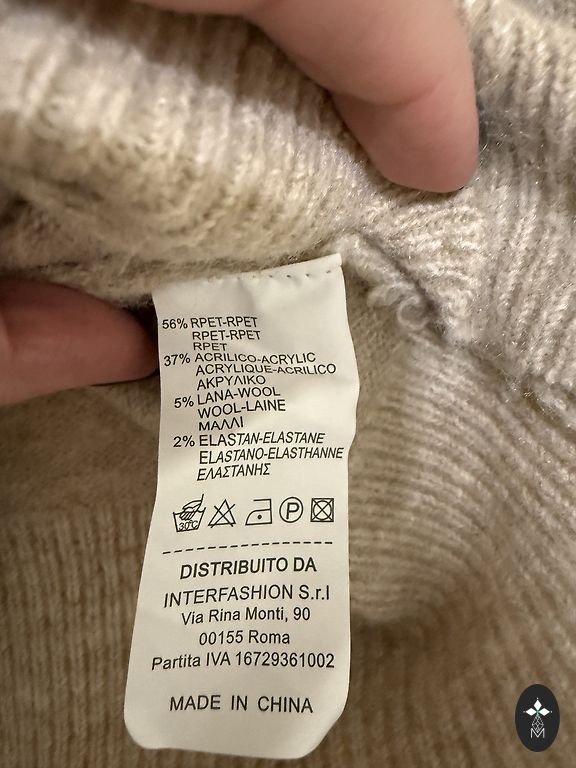 56% RPET-RPET
RPET-RPET
RPET
37% ACRILICO-ACRYLIC
ACRYLIQUE-ACRILICO
ΑΚΡΥΛΙΚΟ
5% LANA-WOOL
WOOL-LAINE
ΜΑΛΛΙ
2% ELASTAN-ELASTANE
ELASTANO-ELASTHANNE
ΕΛΑΣΤΑΝΗΣ
30°C P
DISTRIBUITO DA
INTERFASHION S.r.l
Via Rina Monti, 90
00155 Roma
Partita IVA 16729361002
MADE IN CHINA
M